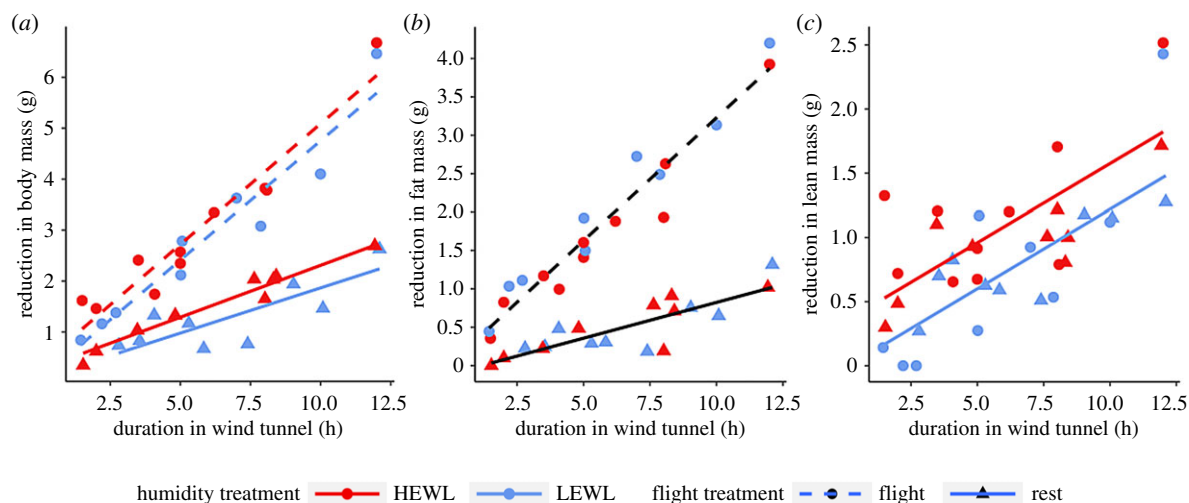 (a)
reduction in body mass (g)
6
5
4
3
2
1
2.5 5.0 7.5 10.0 12.5
duration in wind tunnel (h)
(b)
reduction in fat mass (g)
4.0
3.5
3.0
2.5
2.0
1.5
1.0
0.5
0
2.5 5.0 7.5 10.0 12.5
duration in wind tunnel (h)
(c)
reduction in lean mass (g)
2.5
2.0
1.5
1.0
0.5
0
2.5 5.0 7.5 10.0 12.5
duration in wind tunnel (h)
humidity treatment HEWL LEWL flight treatment flight rest